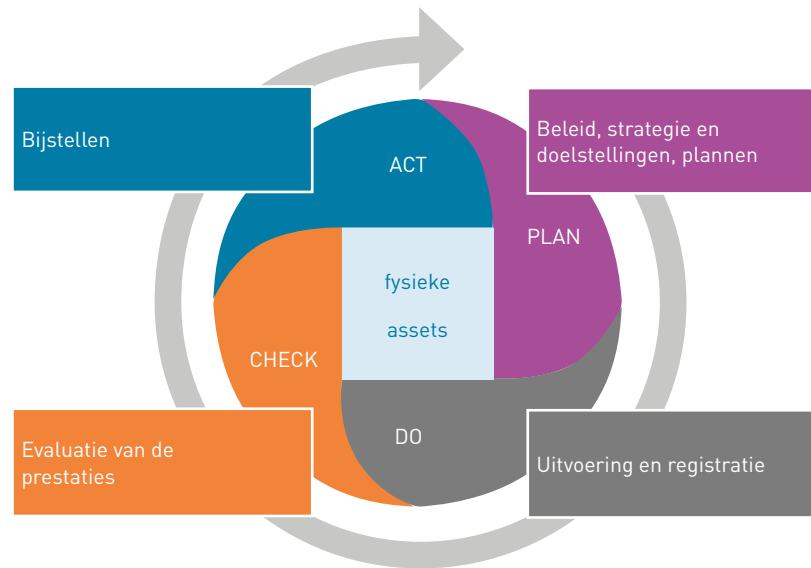 Bijstellen
Beleid, strategie en
doelstellingen, plannen
ACT
PLAN
fysieke
assets
CHECK
DO
Evaluatie van de
prestaties
Uitvoering en registratie